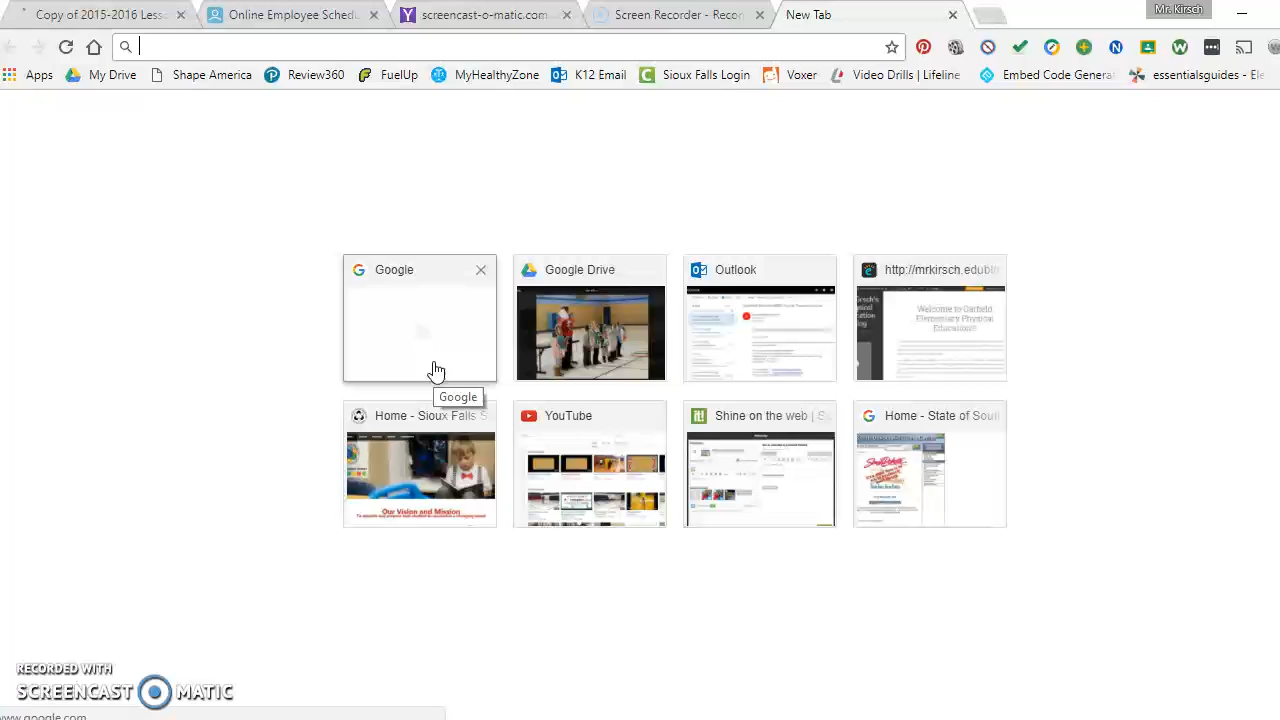 Copy of 2015-2016 Less
Online Employee Sched
screencast-o-matic.com
Screen Recorder - Reco
New Tab
Mr. Kirsch
Apps
My Drive
Shape America
Review360
FuelUp
MyHealthyZone
K12 Email
Sioux Falls Login
Voxer
Video Drills | Lifeline
Embed Code Genera
essentialsguides - Ele
Google
Google Drive
Outlook
http://mrkirsch.edubl
Kirsch's
Welcome to Garfield
Elementary Physical
Education!!
Google
Home - Sioux Falls S
YouTube
Shine on the web | S
Home - State of Sout
Our Vision and Mission
RECORDED WITH
SCREENCAST MATIC
www.google.com